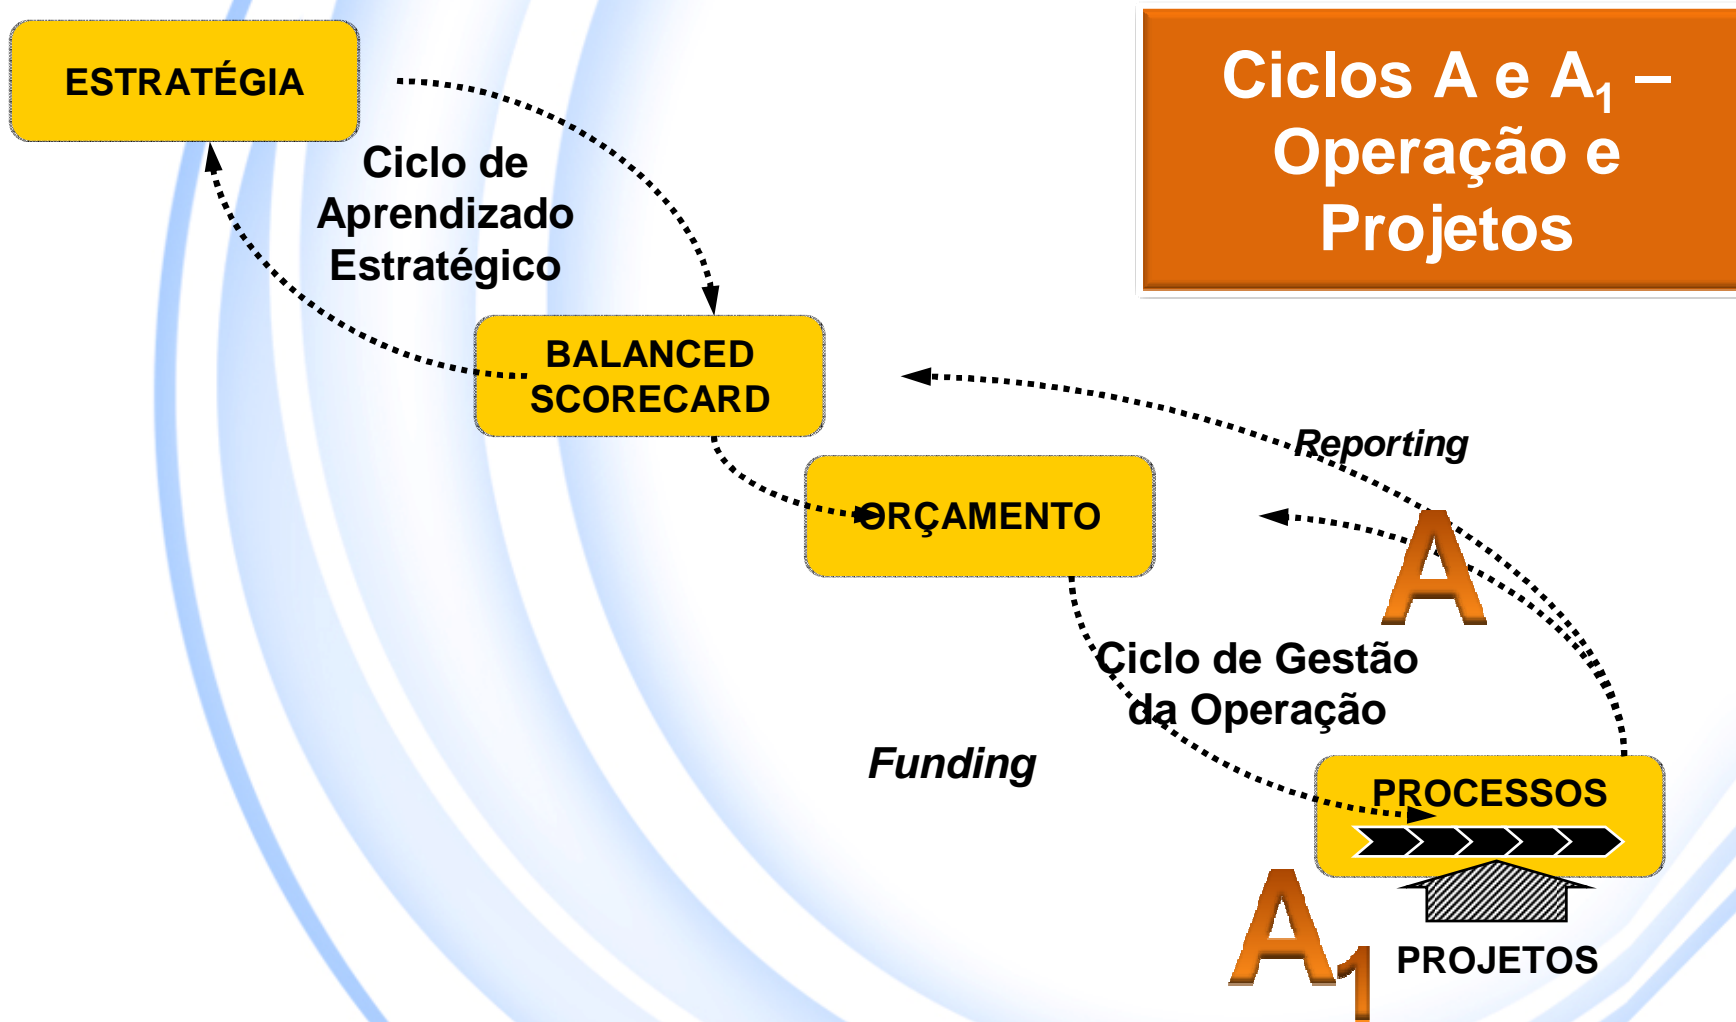 ESTRATÉGIA
Ciclos A e A₁ –
Operação e
Projetos
Ciclo de
Aprendizado
Estratégico
BALANCED
SCORECARD
Reporting
ORÇAMENTO
A
Ciclo de Gestão
da Operação
Funding
PROCESSOS
A₁
PROJETOS